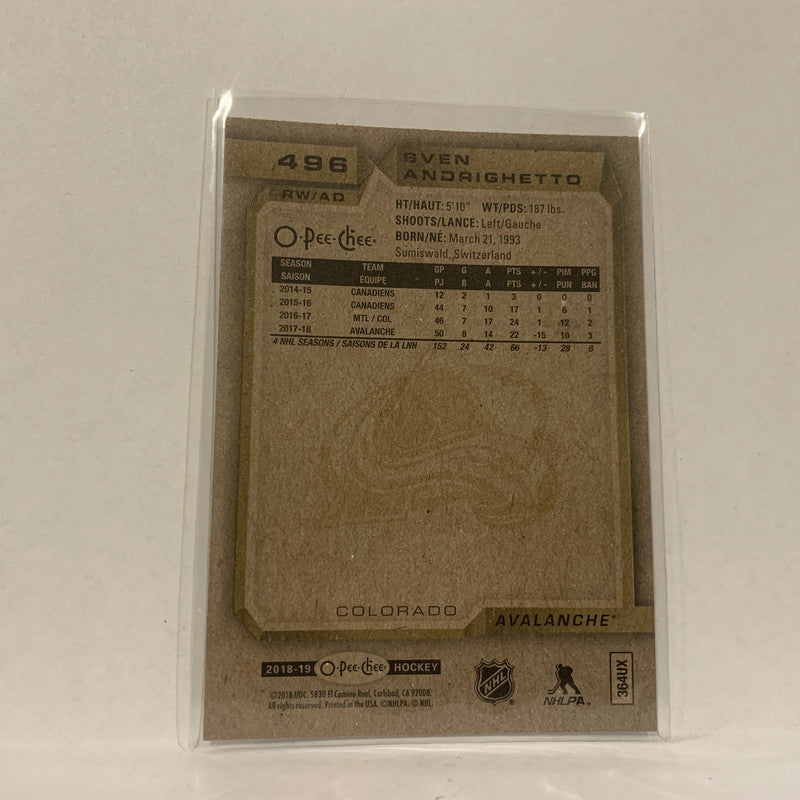 496
SVEN
ANDRIGHETTO
RW/AD
HT/HAUT: 5'10" WT/PDS: 187 lbs.
SHOOTS/LANCE: Left/Gauche
BORN/NÉ: March 21, 1993
Sumiswald, Switzerland
O-Pee-Chee®
SEASON TEAM GP G A PTS +/- PIM PPG
SAISON ÉQUIPE PJ B A PTS +/- PUN BAN
2014-15 CANADIENS 12 2 1 3 0 0 0
2015-16 CANADIENS 44 7 10 17 1 6 1
2016-17 MTL / COL 46 7 17 24 1 12 2
2017-18 AVALANCHE 50 8 14 22 -15 10 3
4 NHL SEASONS / SAISONS DE LA LNH 152 24 42 66 -13 28 6
COLORADO
AVALANCHE®
2018-19 O-Pee-Chee® HOCKEY
©2018 UDC. 5830 El Camino Real, Carlsbad, CA 92008.
All rights reserved. Printed in the USA. ©NHLPA. © NHL.
NHL ®
NHLPA™
364UX